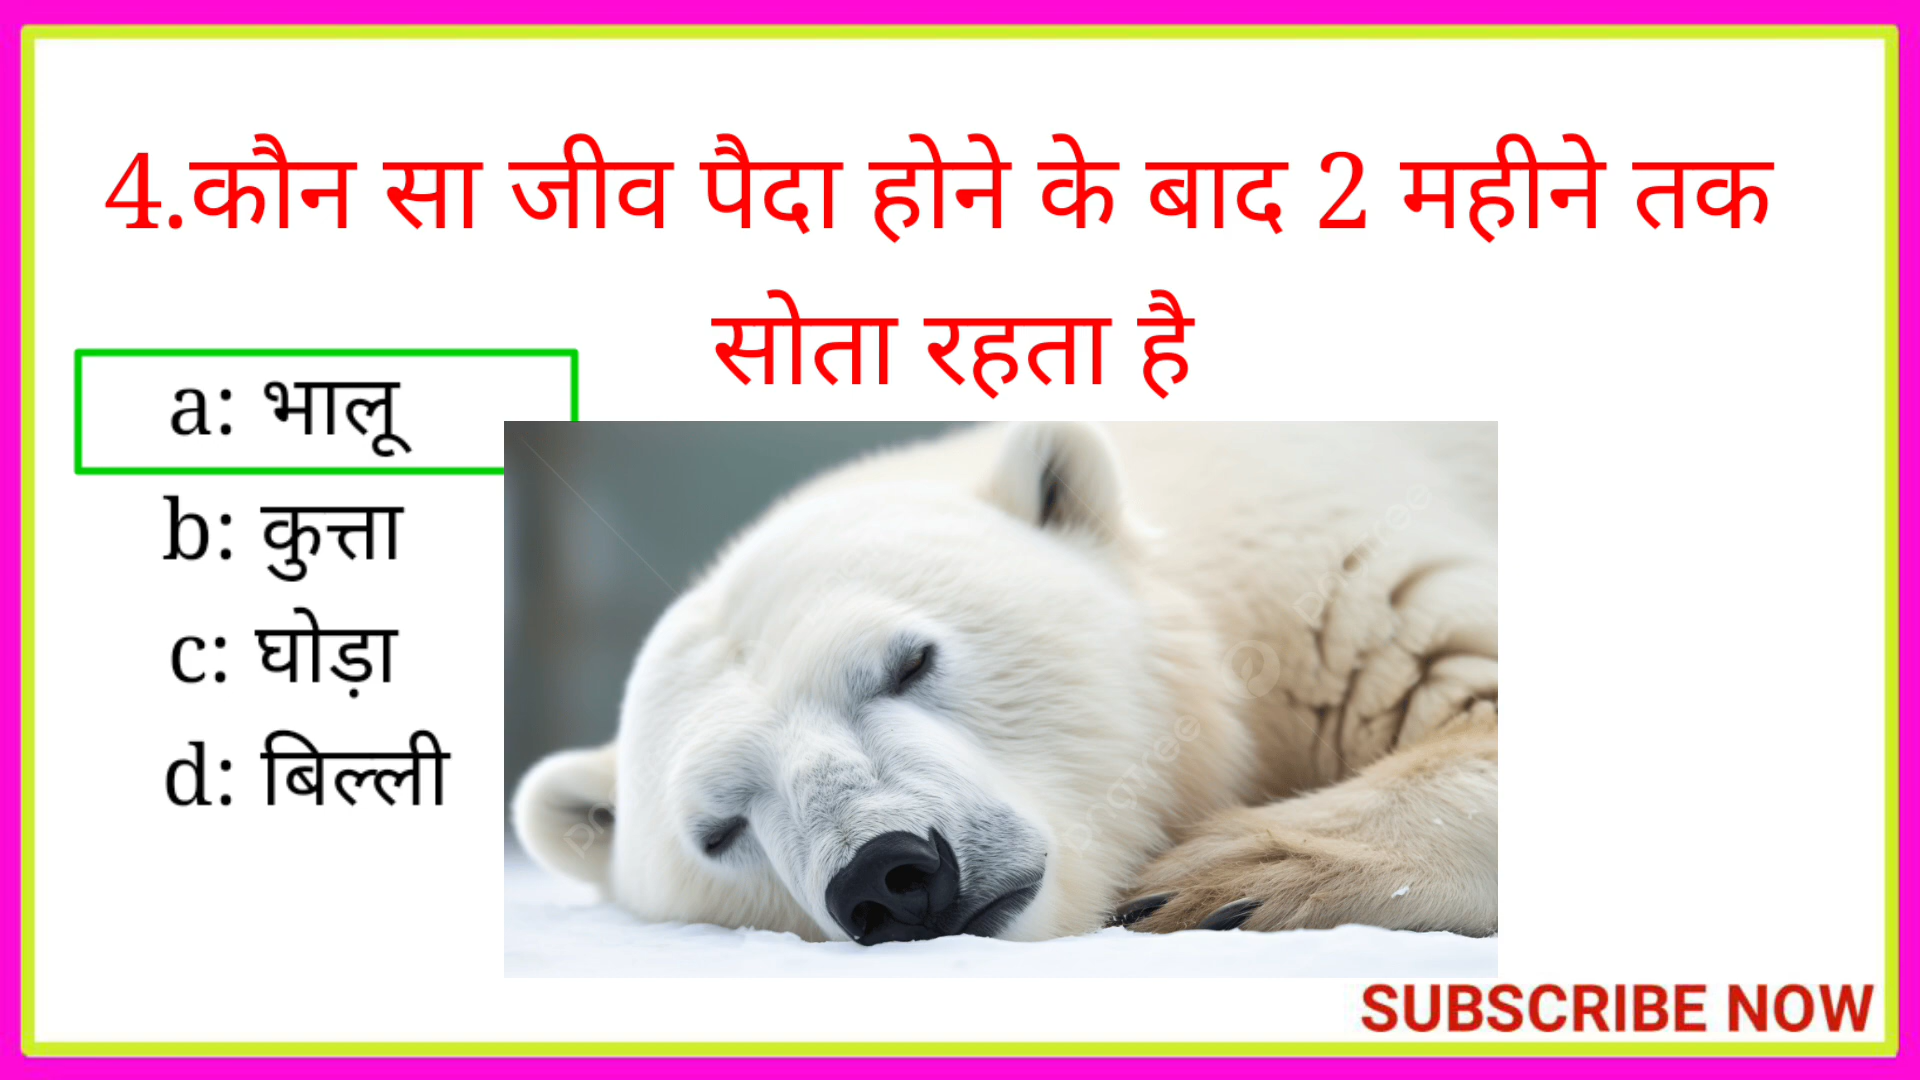 4.कौन सा जीव पैदा होने के बाद 2 महीने तक
सोता रहता है
a: भालू
b: कुत्ता
c: घोड़ा
d: बिल्ली
SUBSCRIBE NOW